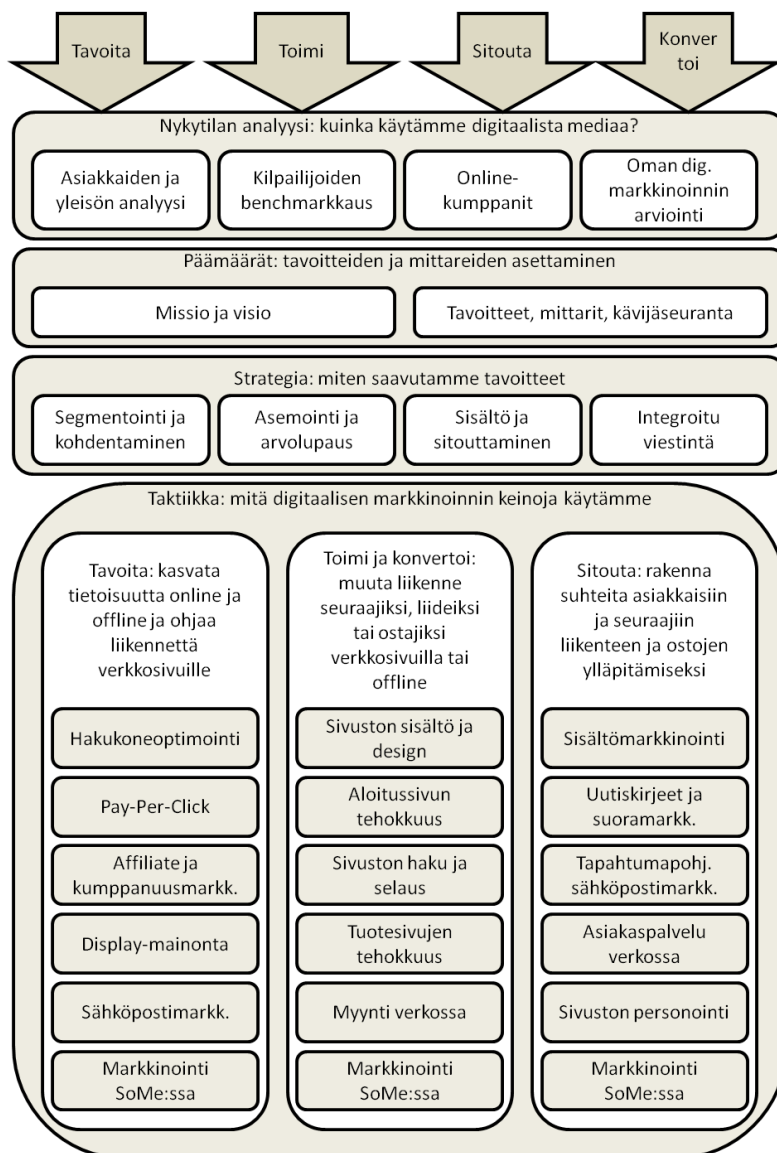 Tavoita
Toimi
Sitouta
Konver
toi
Nykytilan analyysi: kuinka käytämme digitaalista mediaa?
Asiakkaiden ja
yleisön analyysi
Kilpailijoiden
benchmarkkaus
Online-
kumppanit
Oman dig.
markkinoinnin
arviointi
Päämäärät: tavoitteiden ja mittareiden asettaminen
Missio ja visio
Tavoitteet, mittarit, kävijäseuranta
Strategia: miten saavutamme tavoitteet
Segmentointi ja
kohdentaminen
Asemointi ja
arvolupaus
Sisältö ja
sitouttaminen
Integroitu
viestintä
Taktiikka: mitä digitaalisen markkinoinnin keinoja käytämme
Tavoita: kasvata
tietoisuutta online ja
offline ja ohjaa
liikennettä
verkkosivuille
Hakukoneoptimointi
Pay-Per-Click
Affiliate ja
kumppanuusmarkk.
Display-mainonta
Sähköpostimarkk.
Markkinointi
SoMe:ssa
Toimi ja konvertoi:
muuta liikenne
seuraajiksi, liideiksi
tai ostajiksi
verkkosivuilla tai
offline
Sivuston sisältö ja
design
Aloitussivun
tehokkuus
Sivuston haku ja
selaus
Tuotesivujen
tehokkuus
Myynti verkossa
Markkinointi
SoMe:ssa
Sitouta: rakenna
suhteita asiakkaisiin
ja seuraajiin
liikenteen ja ostojen
ylläpitämiseksi
Sisältömarkkinointi
Uutiskirjeet ja
suoramarkk.
Tapahtumapohj.
sähköpostimarkk.
Asiakaspalvelu
verkossa
Sivuston personointi
Markkinointi
SoMe:ssa